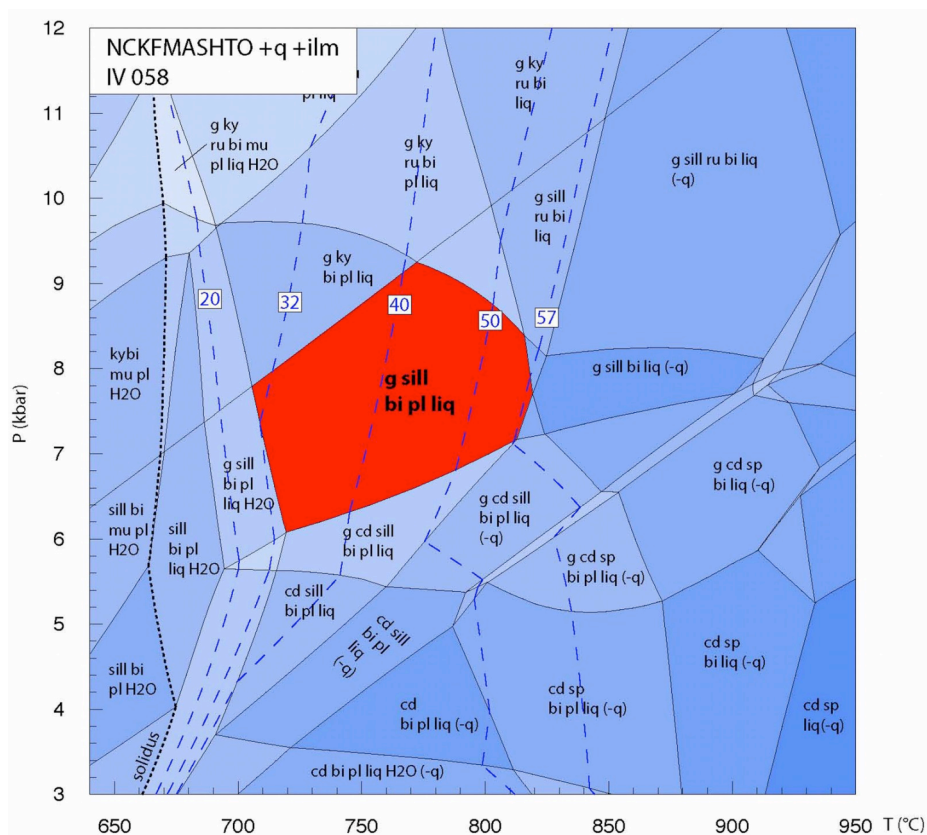 NCKFMASHTO +q +ilm
IV 058
12
11
10
9
8
7
6
5
4
3
P (kbar)
650
700
750
800
850
900
950
T (°C)
pl liq
g ky
ru bi mu
pl liq H2O
g ky
ru bi
pl liq
g ky
ru bi
liq
g sill ru bi liq
(-q)
g sill
ru bi
liq
g ky
bi pl liq
20
32
40
50
57
kybi
mu pl
H2O
g sill
bi pl liq
g sill bi liq (-q)
g sill
bi pl
liq H2O
sill bi
mu pl
H2O
sill
bi pl
liq H2O
g cd sill
bi pl liq
g cd sill
bi pl liq
(-q)
g cd sp
bi liq (-q)
g cd sp
bi pl liq (-q)
cd sill
bi pl liq
cd sill
bi pl
liq
(-q)
sill bi
pl H2O
cd
bi pl liq (-q)
cd sp
bi pl liq (-q)
cd sp
bi liq (-q)
cd sp
liq(-q)
solidus
cd bi pl liq H2O (-q)